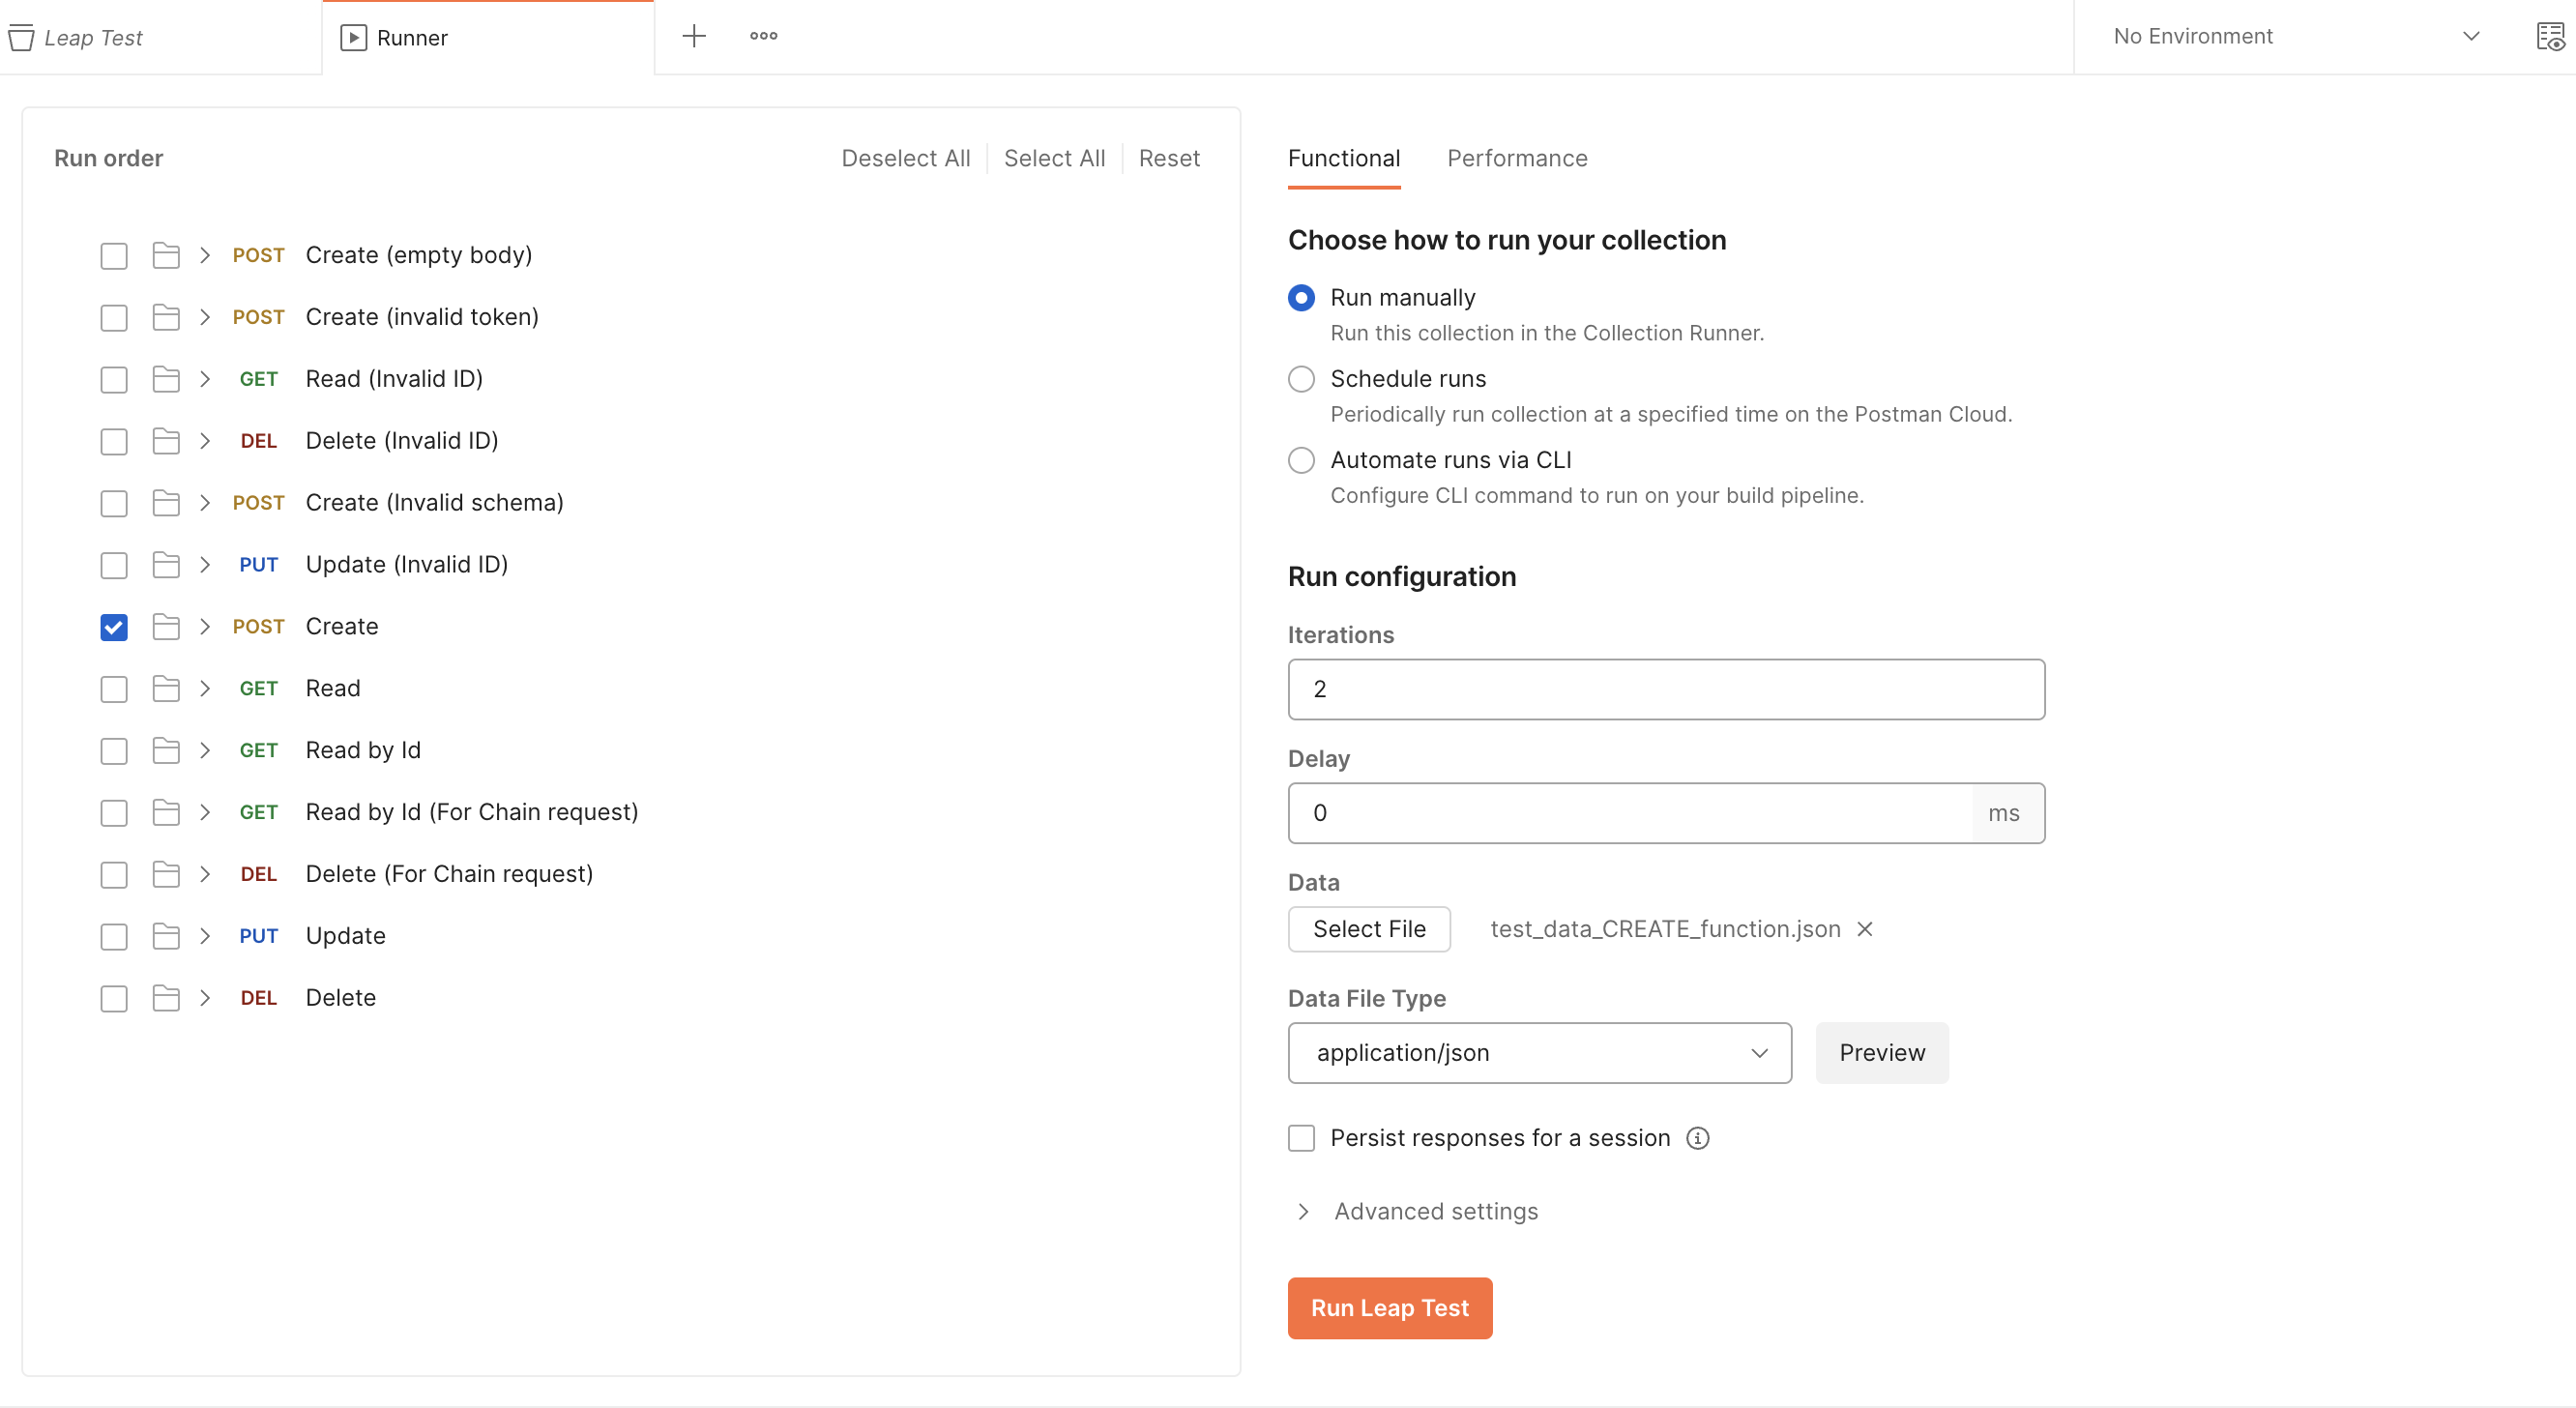 Leap Test
Runner
No Environment
Run order
Deselect All
Select All
Reset
POST Create (empty body)
POST Create (invalid token)
GET Read (Invalid ID)
DEL Delete (Invalid ID)
POST Create (Invalid schema)
PUT Update (Invalid ID)
POST Create
GET Read
GET Read by Id
GET Read by Id (For Chain request)
DEL Delete (For Chain request)
PUT Update
DEL Delete
Functional
Performance
Choose how to run your collection
Run manually
Run this collection in the Collection Runner.
Schedule runs
Periodically run collection at a specified time on the Postman Cloud.
Automate runs via CLI
Configure CLI command to run on your build pipeline.
Run configuration
Iterations
2
Delay
0 ms
Data
Select File test_data_CREATE_function.json
Data File Type
application/json
Preview
Persist responses for a session
Advanced settings
Run Leap Test